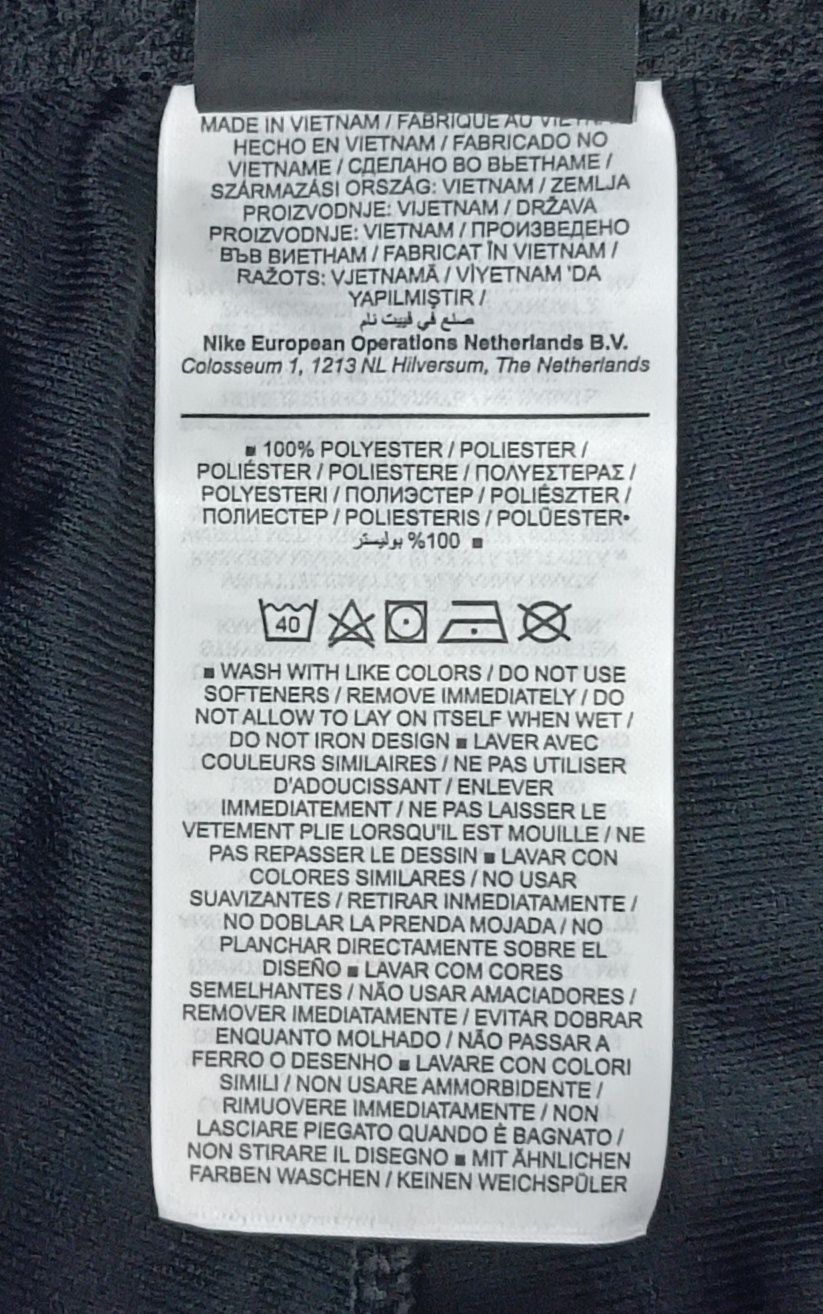 MADE IN VIETNAM / FABRIQUÉ AU VIETNAM
HECHO EN VIETNAM / FABRICADO NO
VIETNAME / СДЕЛАНО ВО ВЬЕТНАМЕ /
SZÁRMAZÁSI ORSZÁG: VIETNAM / ZEMLJA
PROIZVODNJE: VIJETNAM / DRŽAVA
PROIZVODNJE: VIETNAM / ПРОИЗВЕДЕНО
ВЪВ ВИЕТНАМ / FABRICAT ÎN VIETNAM /
RAŽOTS: VJETNAMĀ / VİYETNAM 'DA
YAPILMIŞTIR /
صنع في فييت نام
Nike European Operations Netherlands B.V.
Colosseum 1, 1213 NL Hilversum, The Netherlands
■ 100% POLYESTER / POLIESTER /
POLIÉSTER / POLIESTERE / ΠΟΛΥΕΣΤΕΡΑΣ /
POLYESTERI / ПОЛИЭСТЕР / POLIÉSZTER /
ПОЛИЕСТЕР / POLIESTERIS / POLÜESTER•
■ 100% بوليستر
40
■ WASH WITH LIKE COLORS / DO NOT USE
SOFTENERS / REMOVE IMMEDIATELY / DO
NOT ALLOW TO LAY ON ITSELF WHEN WET /
DO NOT IRON DESIGN ■ LAVER AVEC
COULEURS SIMILAIRES / NE PAS UTILISER
D'ADOUCISSANT / ENLEVER
IMMEDIATEMENT / NE PAS LAISSER LE
VETEMENT PLIE LORSQU'IL EST MOUILLE / NE
PAS REPASSER LE DESSIN ■ LAVAR CON
COLORES SIMILARES / NO USAR
SUAVIZANTES / RETIRAR INMEDIATAMENTE /
NO DOBLAR LA PRENDA MOJADA / NO
PLANCHAR DIRECTAMENTE SOBRE EL
DISEÑO ■ LAVAR COM CORES
SEMELHANTES / NÃO USAR AMACIADORES /
REMOVER IMEDIATAMENTE / EVITAR DOBRAR
ENQUANTO MOLHADO / NÃO PASSAR A
FERRO O DESENHO ■ LAVARE CON COLORI
SIMILI / NON USARE AMMORBIDENTE /
RIMUOVERE IMMEDIATAMENTE / NON
LASCIARE PIEGATO QUANDO È BAGNATO /
NON STIRARE IL DISEGNO ■ MIT ÄHNLICHEN
FARBEN WASCHEN / KEINEN WEICHSPÜLER